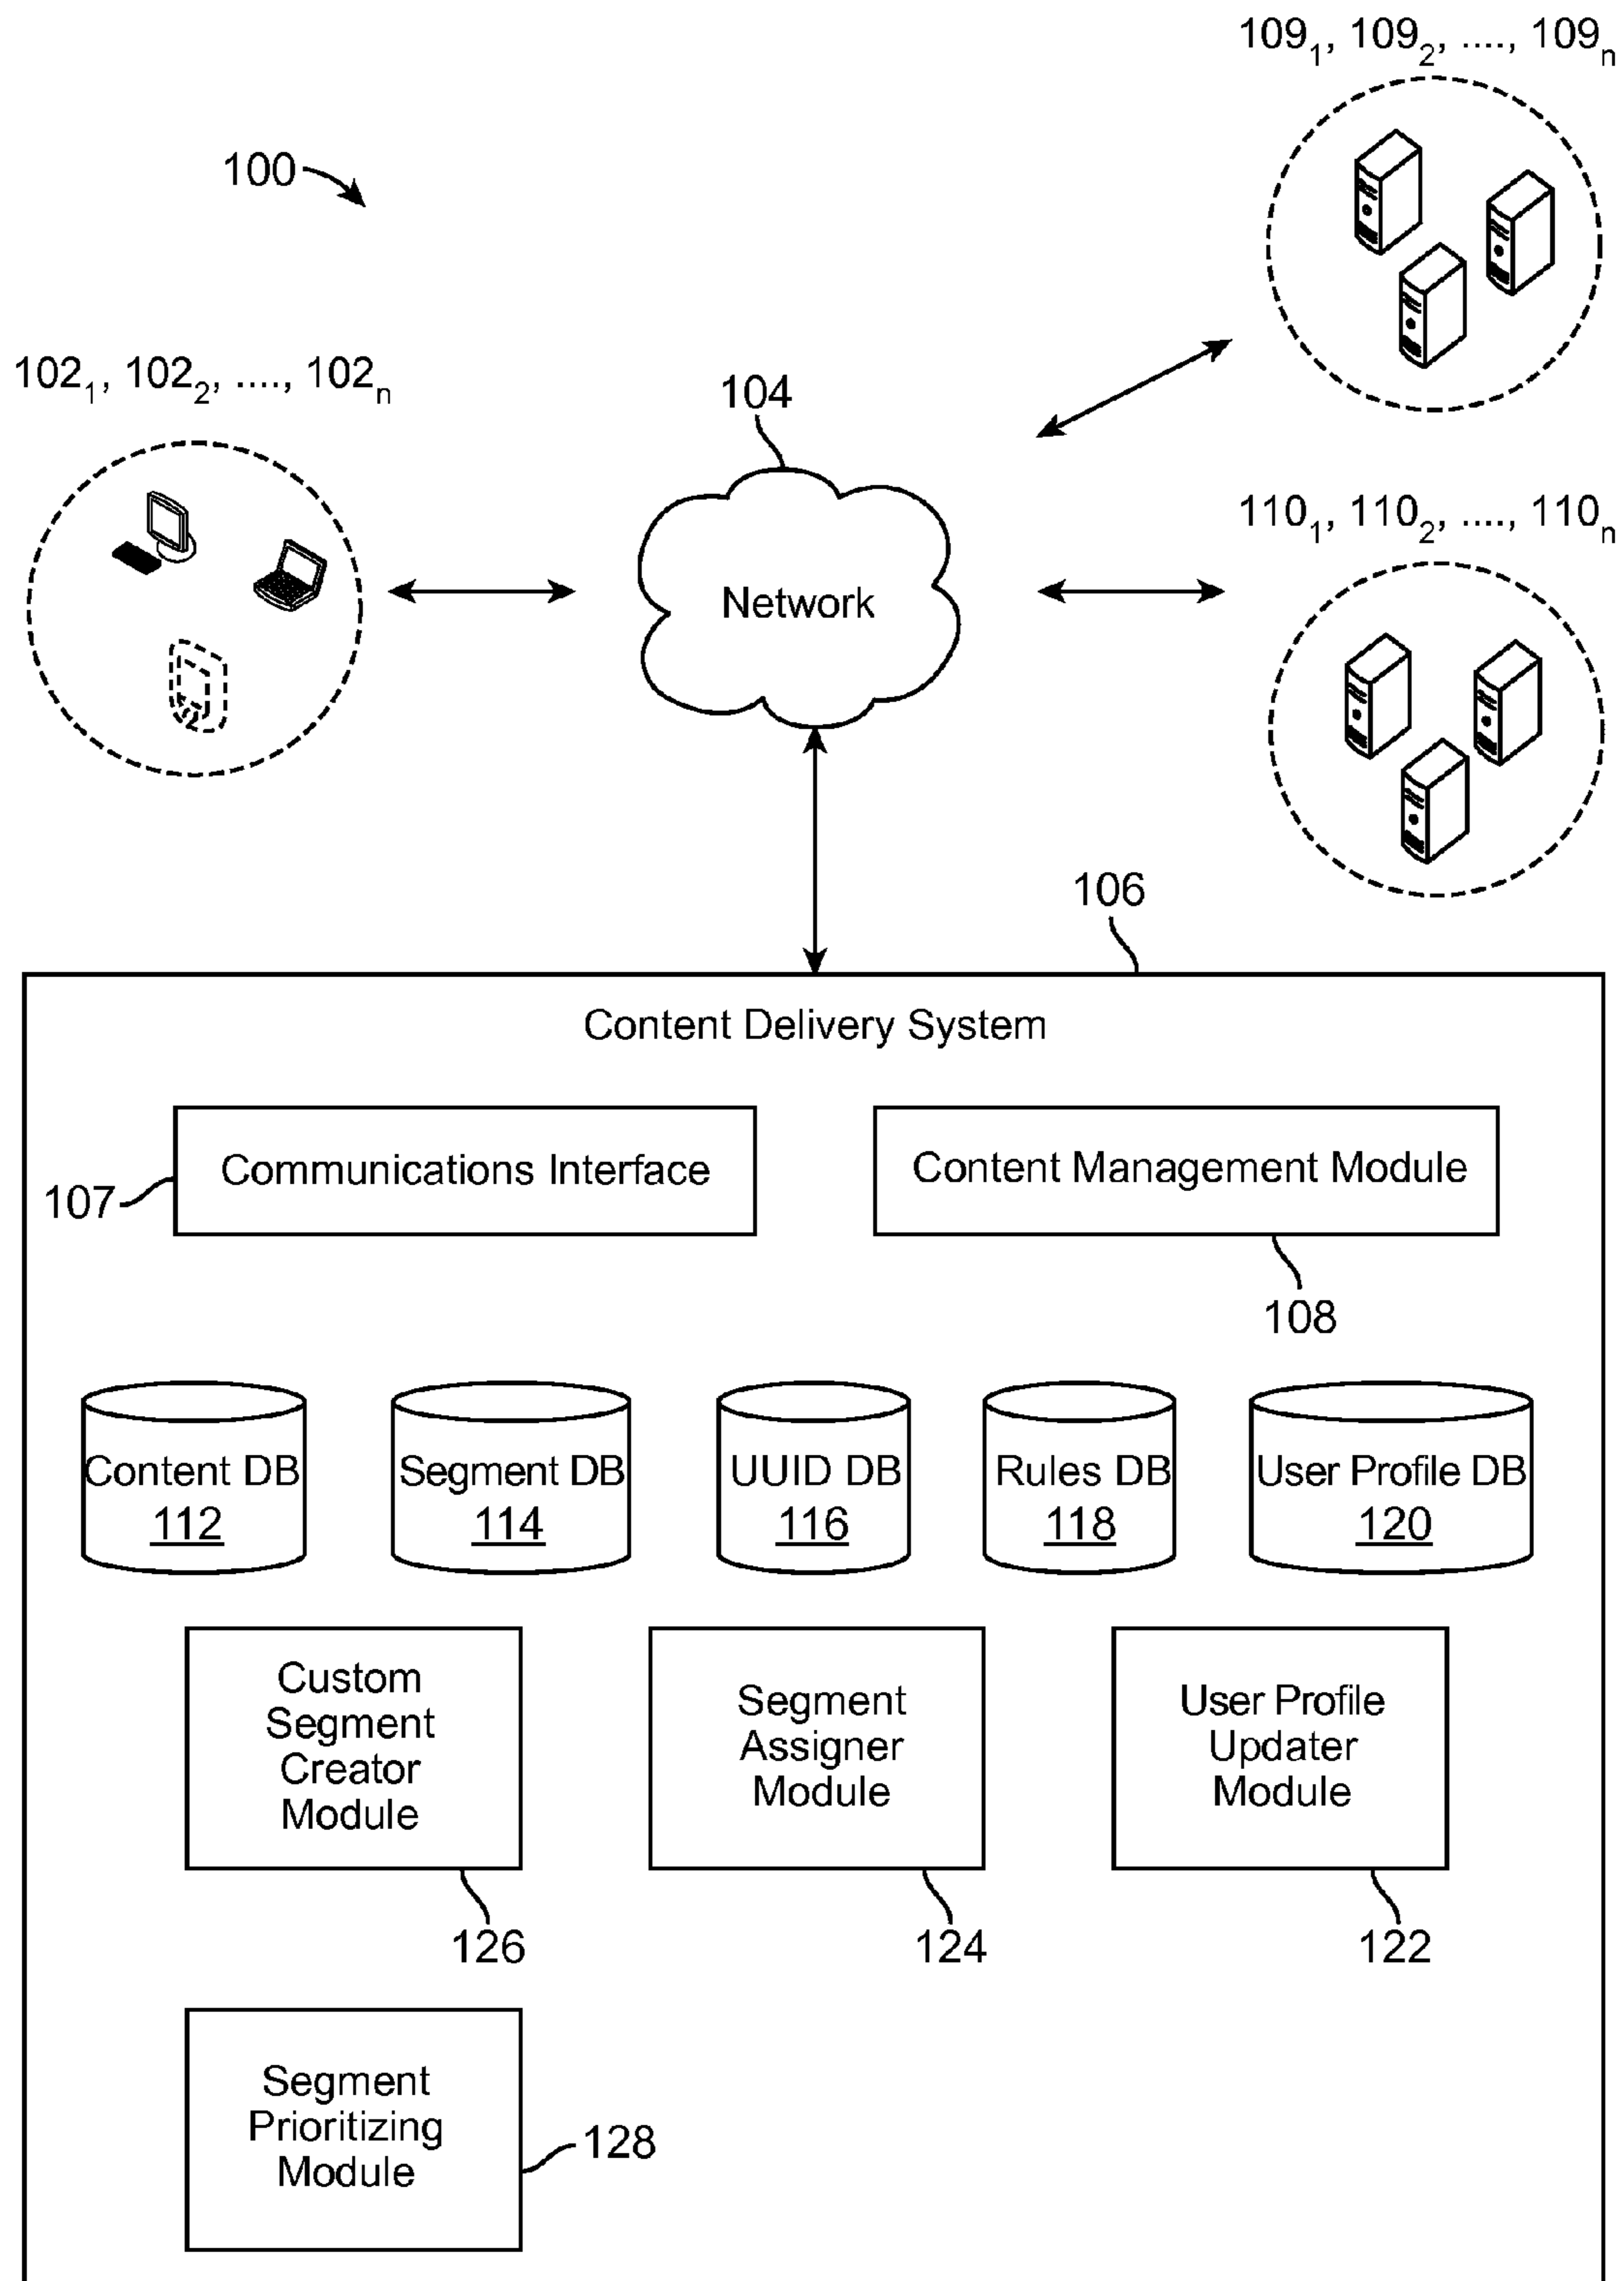 109₁, 109₂, ...., 109ₙ
100
102₁, 102₂, ...., 102ₙ
104
Network
110₁, 110₂, ...., 110ₙ
106
Content Delivery System
Communications Interface
Content Management Module
107
108
Content DB
112
Segment DB
114
UUID DB
116
Rules DB
118
User Profile DB
120
Custom
Segment
Creator
Module
Segment
Assigner
Module
User Profile
Updater
Module
126
124
122
Segment
Prioritizing
Module
128